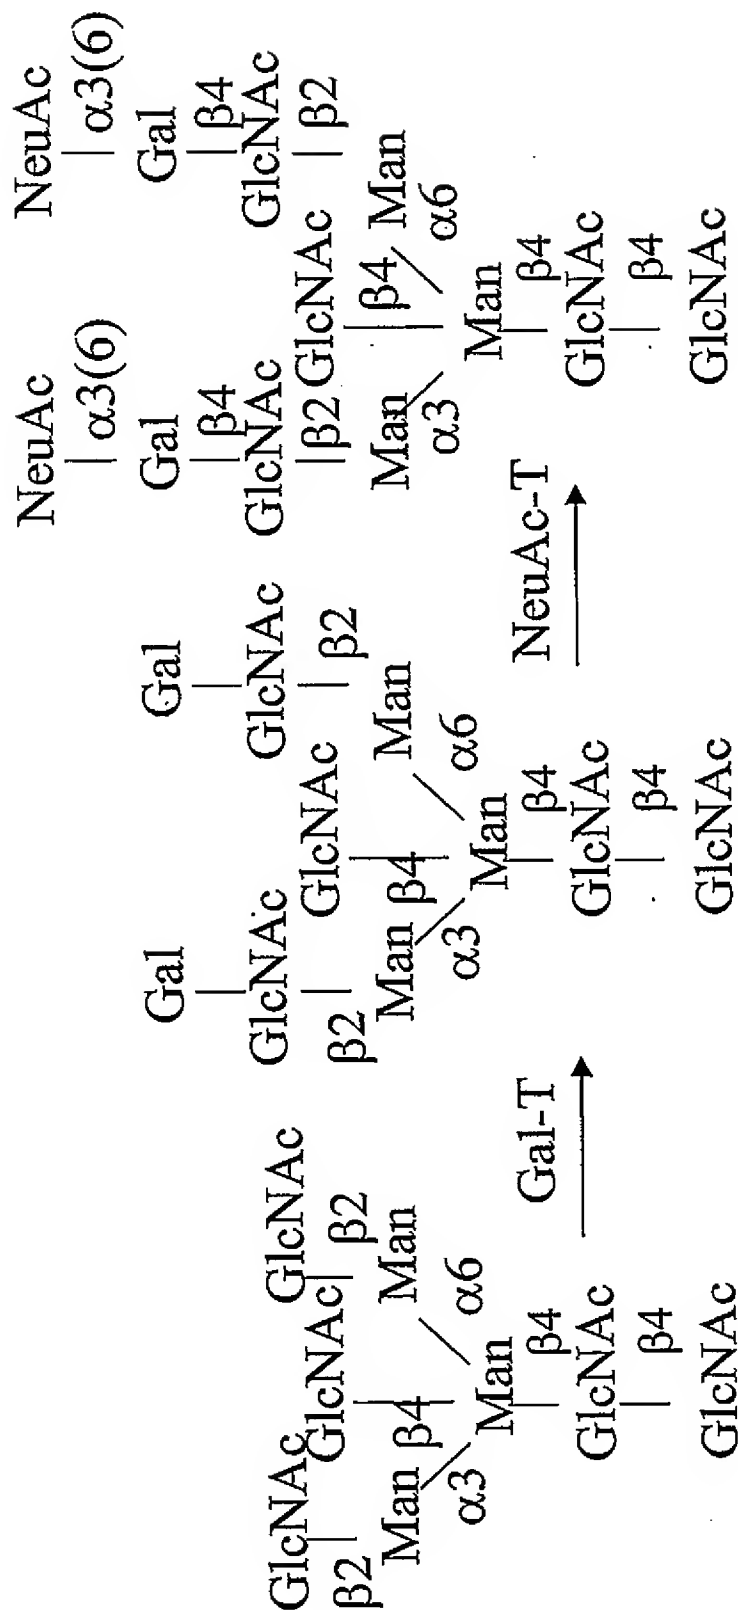 GlcNAc GlcNAc
GlcNAc
β2 β2
Man β4 Man
α3 α6
Man
β4
GlcNAc
β4
GlcNAc
Gal-T
Gal Gal
GlcNAc GlcNAc
GlcNAc
β2 β2
Man β4 Man
α3 α6
Man
β4
GlcNAc
β4
GlcNAc
NeuAc-T
NeuAc NeuAc
α3(6) α3(6)
Gal Gal
β4 β4
GlcNAc GlcNAc
GlcNAc
β2 β2
Man β4 Man
α3 α6
Man
β4
GlcNAc
β4
GlcNAc